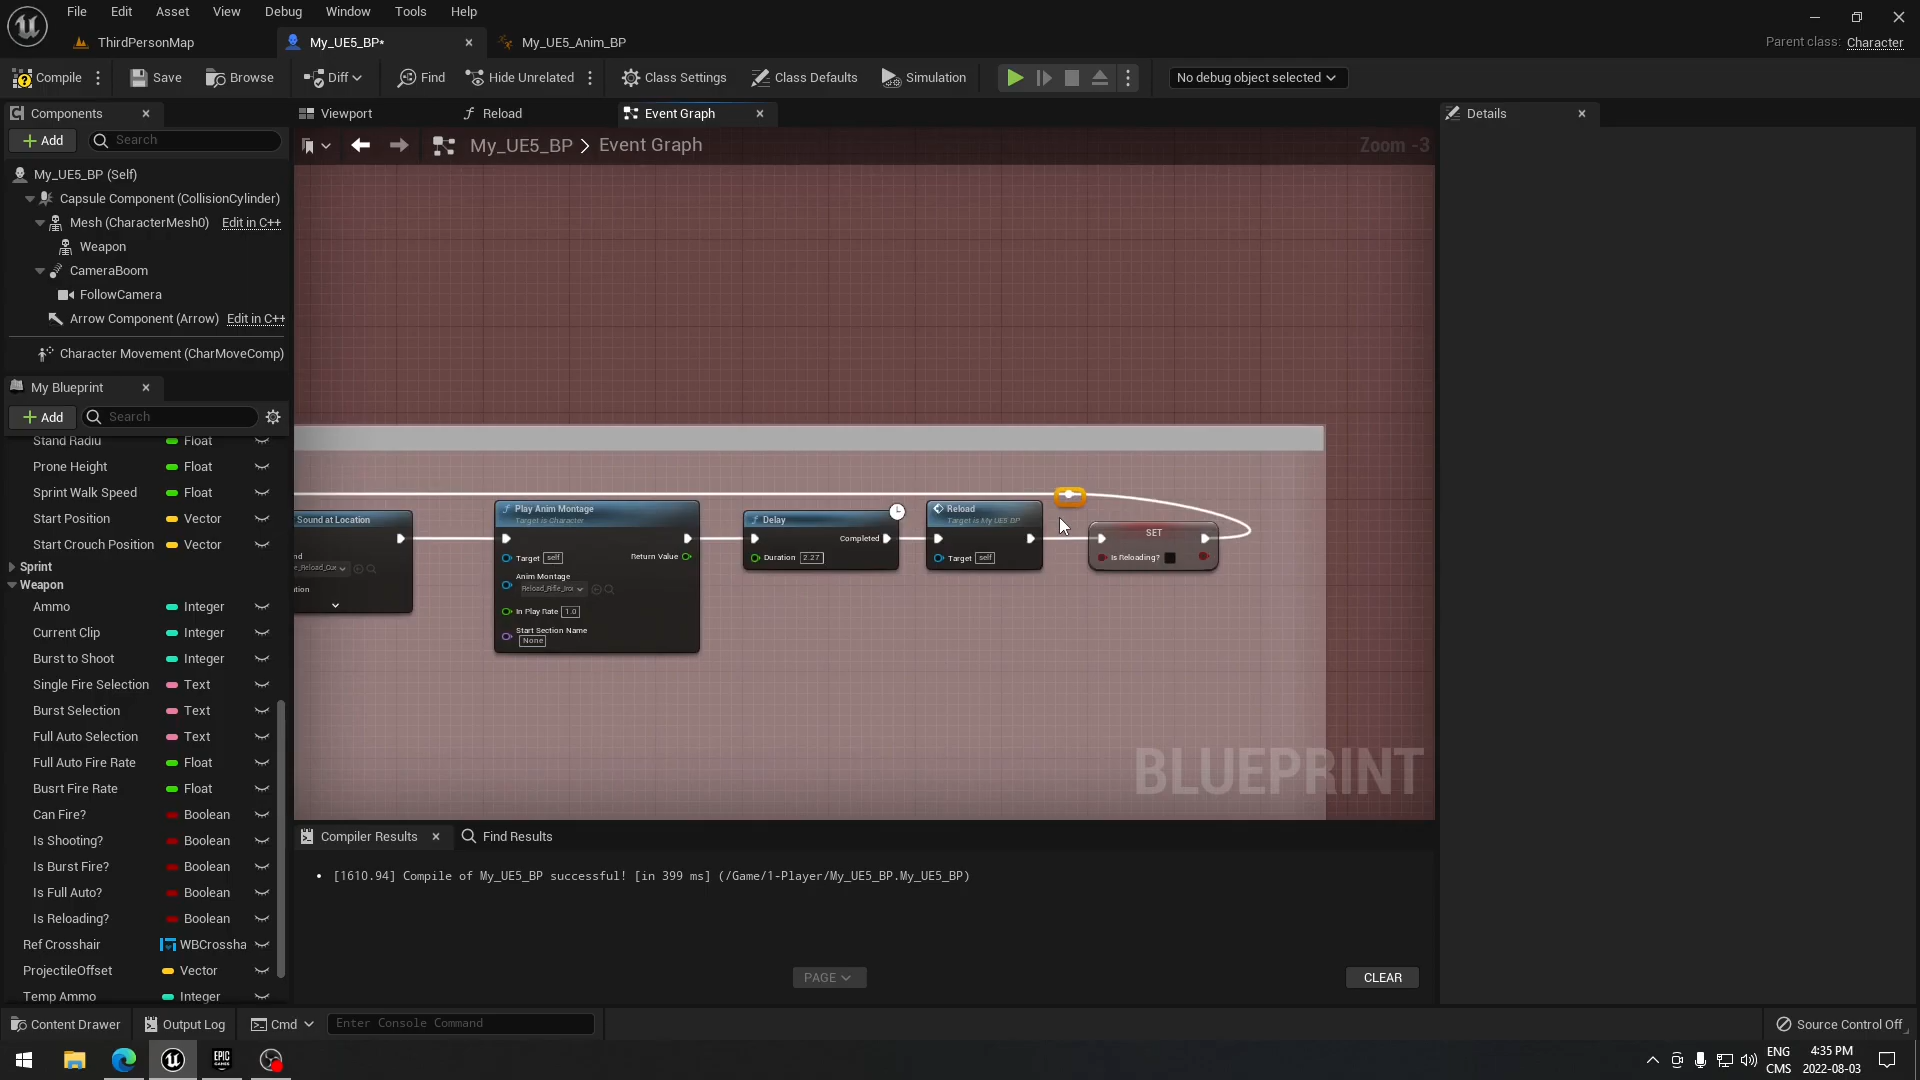 File Edit Asset View Debug Window Tools Help
ThirdPersonMap My_UE5_BP* My_UE5_Anim_BP Parent class: Character
Compile Save Browse Diff Find Hide Unrelated Class Settings Class Defaults Simulation No debug object selected
Components Viewport Reload Event Graph Details
Add Search My_UE5_BP > Event Graph Zoom -3
My_UE5_BP (Self)
Capsule Component (CollisionCylinder)
Mesh (CharacterMesh0) Edit in C++
Weapon
CameraBoom
FollowCamera
Arrow Component (Arrow) Edit in C++
Character Movement (CharMoveComp)
My Blueprint
Add Search
Stand Radiu Float
Prone Height Float
Sprint Walk Speed Float
Start Position Vector
Start Crouch Position Vector
Sprint
Weapon
Ammo Integer
Current Clip Integer
Burst to Shoot Integer
Single Fire Selection Text
Burst Selection Text
Full Auto Selection Text
Full Auto Fire Rate Float
Busrt Fire Rate Float
Can Fire? Boolean
Is Shooting? Boolean
Is Burst Fire? Boolean
Is Full Auto? Boolean
Is Reloading? Boolean
Ref Crosshair WBCrossha
ProjectileOffset Vector
Temp Ammo Integer
Sound at Location
nd
e_Reload_Cue
ation
Play Anim Montage
Target is Character
Target self Return Value
Anim Montage
Reload_Rifle_Iron
In Play Rate 1.0
Start Section Name
None
Delay
Completed
Duration 2.27
Reload
Target is My UE5 BP
Target self
SET
Is Reloading?
BLUEPRINT
Compiler Results Find Results
[1610.94] Compile of My_UE5_BP successful! [in 399 ms] (/Game/1-Player/My_UE5_BP.My_UE5_BP)
PAGE CLEAR
Content Drawer Output Log Cmd Enter Console Command Source Control Off
EPIC GAMES
ENG 4:35 PM
CMS 2022-08-03